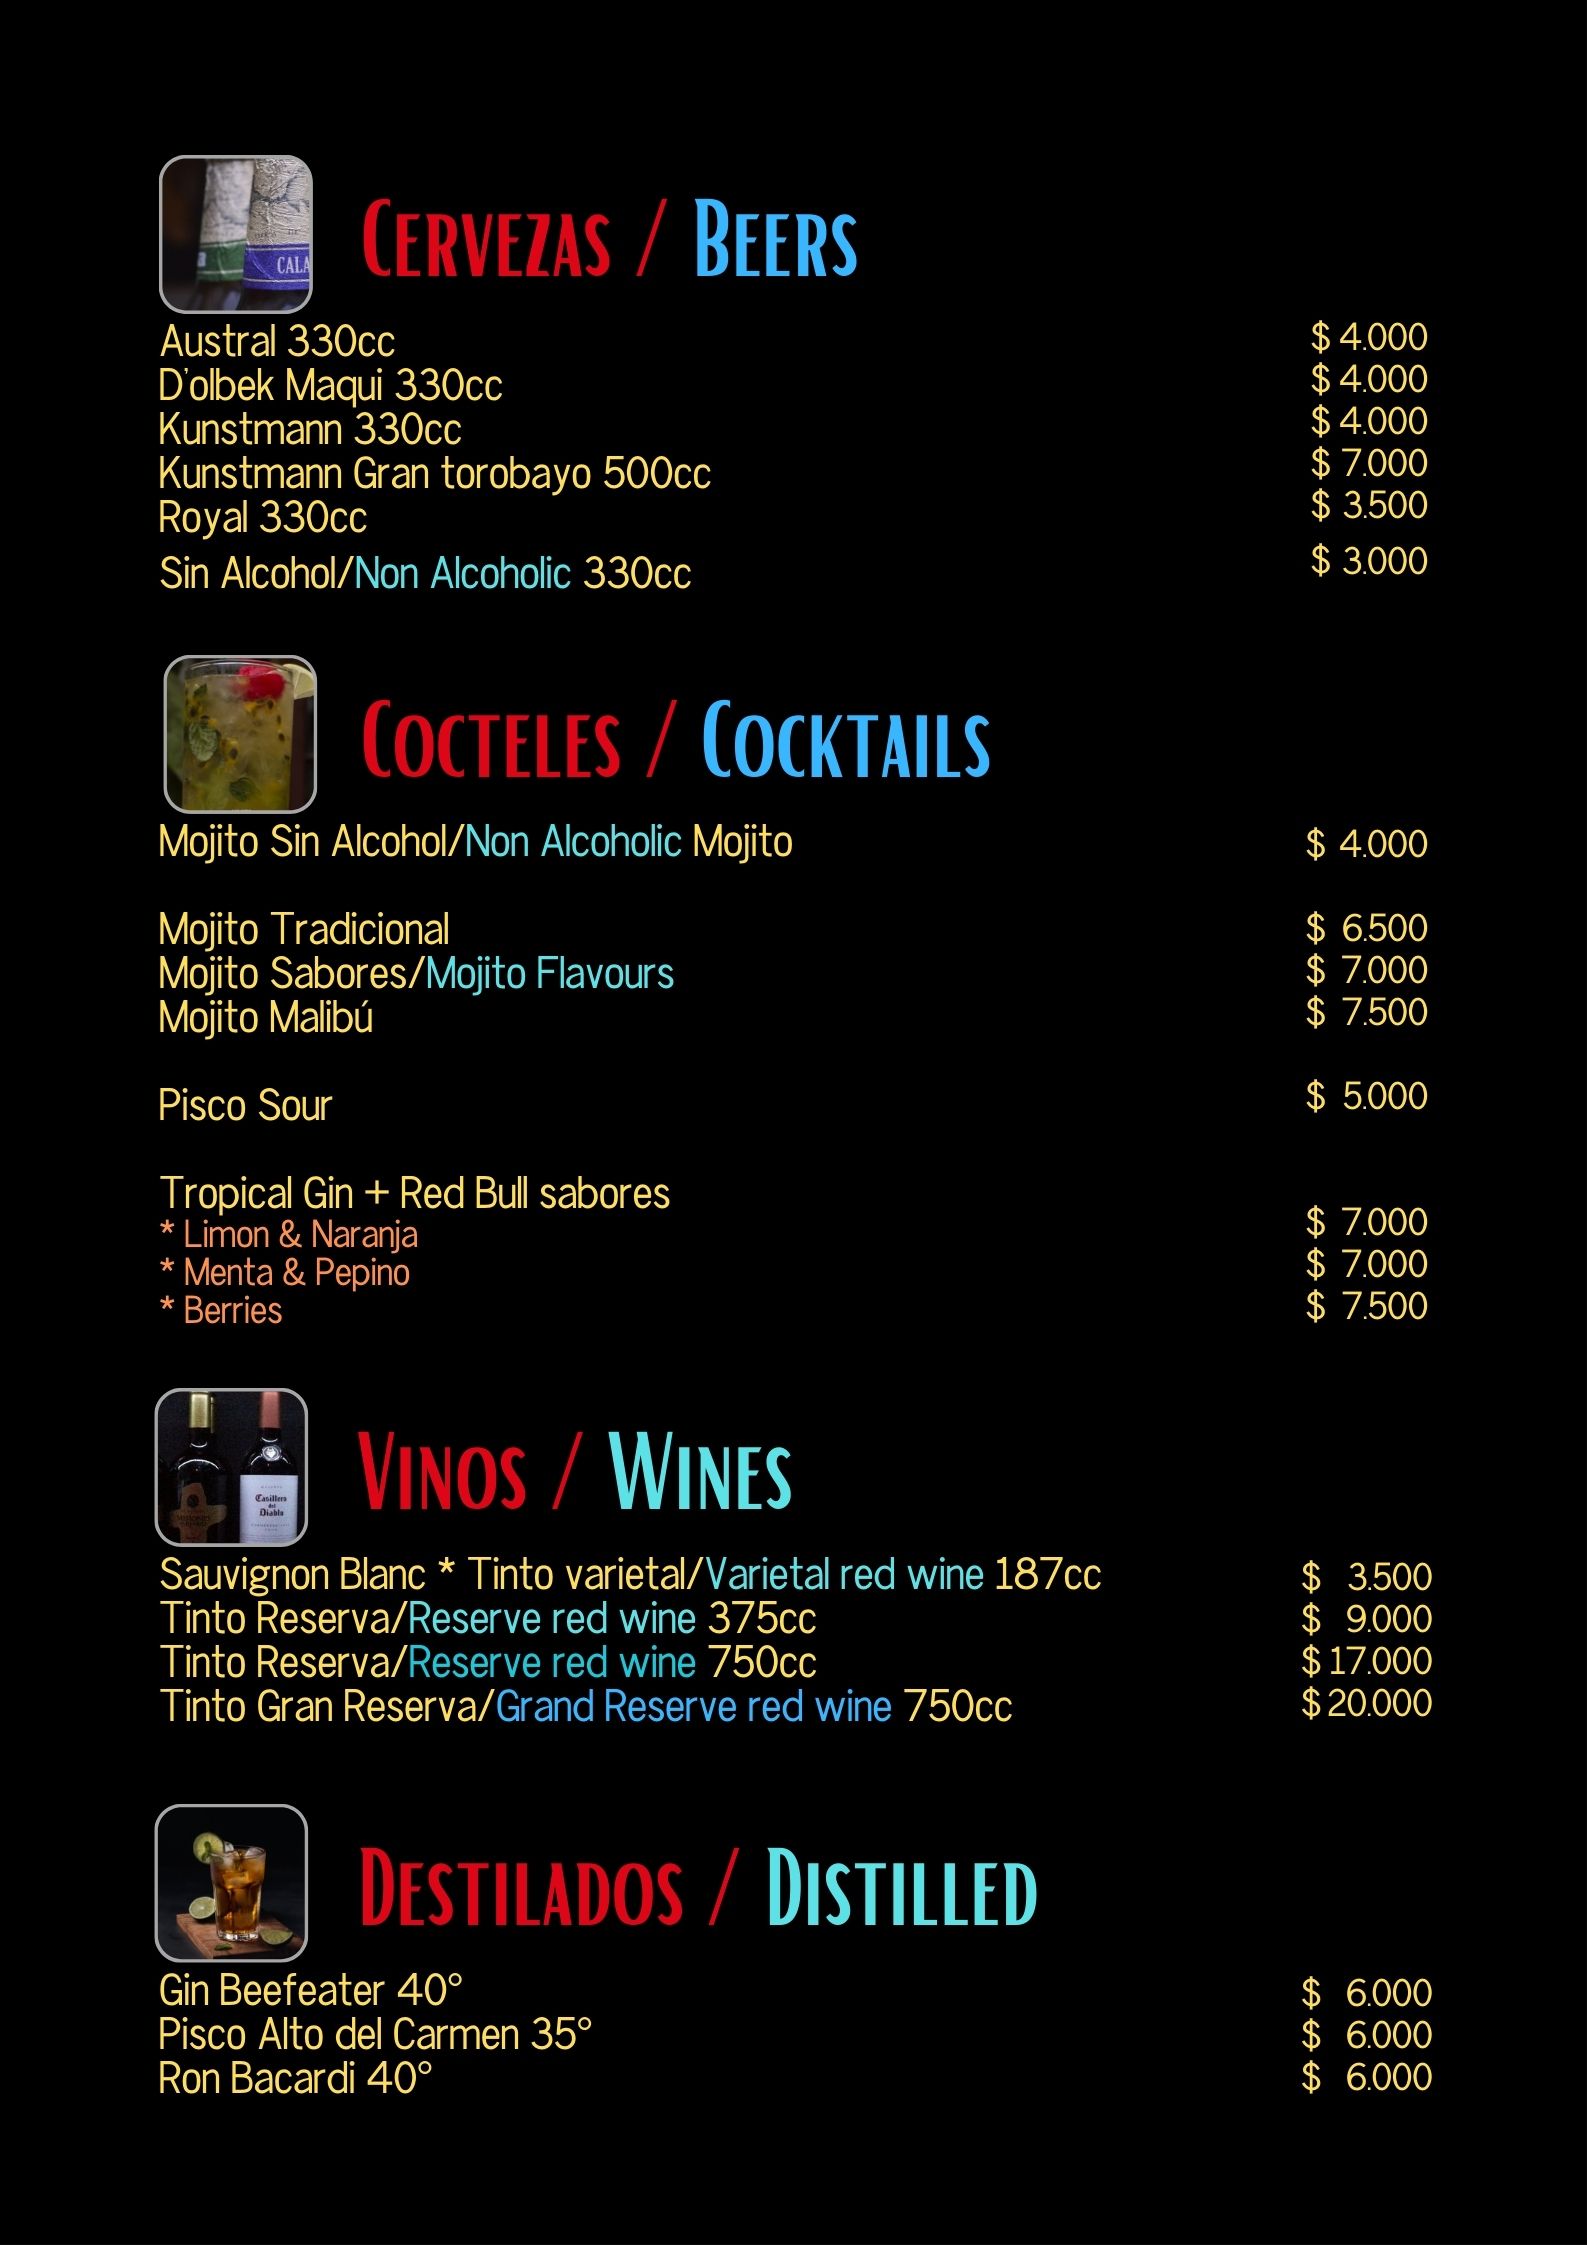 CALA
Cervezas / Beers
Austral 330cc $ 4.000
D'olbek Maqui 330cc $ 4.000
Kunstmann 330cc $ 4.000
Kunstmann Gran torobayo 500cc $ 7.000
Royal 330cc $ 3.500
Sin Alcohol/Non Alcoholic 330cc $ 3.000
Cocteles / Cocktails
Mojito Sin Alcohol/Non Alcoholic Mojito $ 4.000
Mojito Tradicional $ 6.500
Mojito Sabores/Mojito Flavours $ 7.000
Mojito Malibú $ 7.500
Pisco Sour $ 5.000
Tropical Gin + Red Bull sabores
* Limon & Naranja $ 7.000
* Menta & Pepino $ 7.000
* Berries $ 7.500
Casillero
del
Diablo
Vinos / Wines
Sauvignon Blanc * Tinto varietal/Varietal red wine 187cc $ 3.500
Tinto Reserva/Reserve red wine 375cc $ 9.000
Tinto Reserva/Reserve red wine 750cc $ 17.000
Tinto Gran Reserva/Grand Reserve red wine 750cc $ 20.000
Destilados / Distilled
Gin Beefeater 40° $ 6.000
Pisco Alto del Carmen 35° $ 6.000
Ron Bacardi 40° $ 6.000